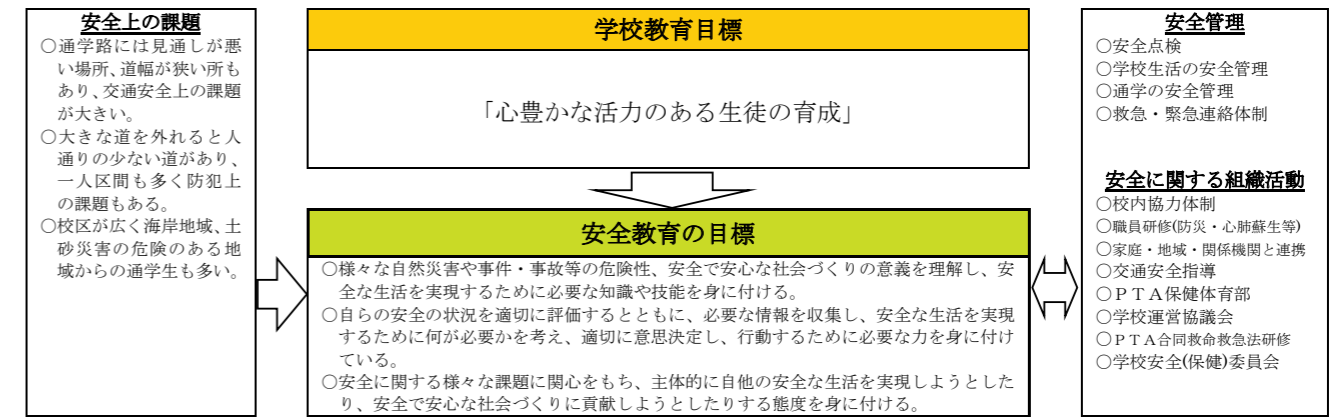 安全上の課題
○通学路には見通しが悪
い場所、道幅が狭い所も
あり、交通安全上の課題
が大きい。
○大きな道を外れると人
通りの少ない道があり、
一人区間も多く防犯上
の課題もある。
○校区が広く海岸地域、土
砂災害の危険のある地
域からの通学生も多い。
学校教育目標
「心豊かな活力のある生徒の育成」
安全教育の目標
○様々な自然災害や事件・事故等の危険性、安全で安心な社会づくりの意義を理解し、安
全な生活を実現するために必要な知識や技能を身に付ける。
○自らの安全の状況を適切に評価するとともに、必要な情報を収集し、安全な生活を実現
するために何が必要かを考え、適切に意思決定し、行動するために必要な力を身に付け
ている。
○安全に関する様々な課題に関心をもち、主体的に自他の安全な生活を実現しようとした
り、安全で安心な社会づくりに貢献しようとしたりする態度を身に付ける。
安全管理
○安全点検
○学校生活の安全管理
○通学の安全管理
○救急・緊急連絡体制
安全に関する組織活動
○校内協力体制
○職員研修(防災・心肺蘇生等)
○家庭・地域・関係機関と連携
○交通安全指導
○ＰＴＡ保健体育部
○学校運営協議会
○ＰＴＡ合同救命救急法研修
○学校安全(保健)委員会